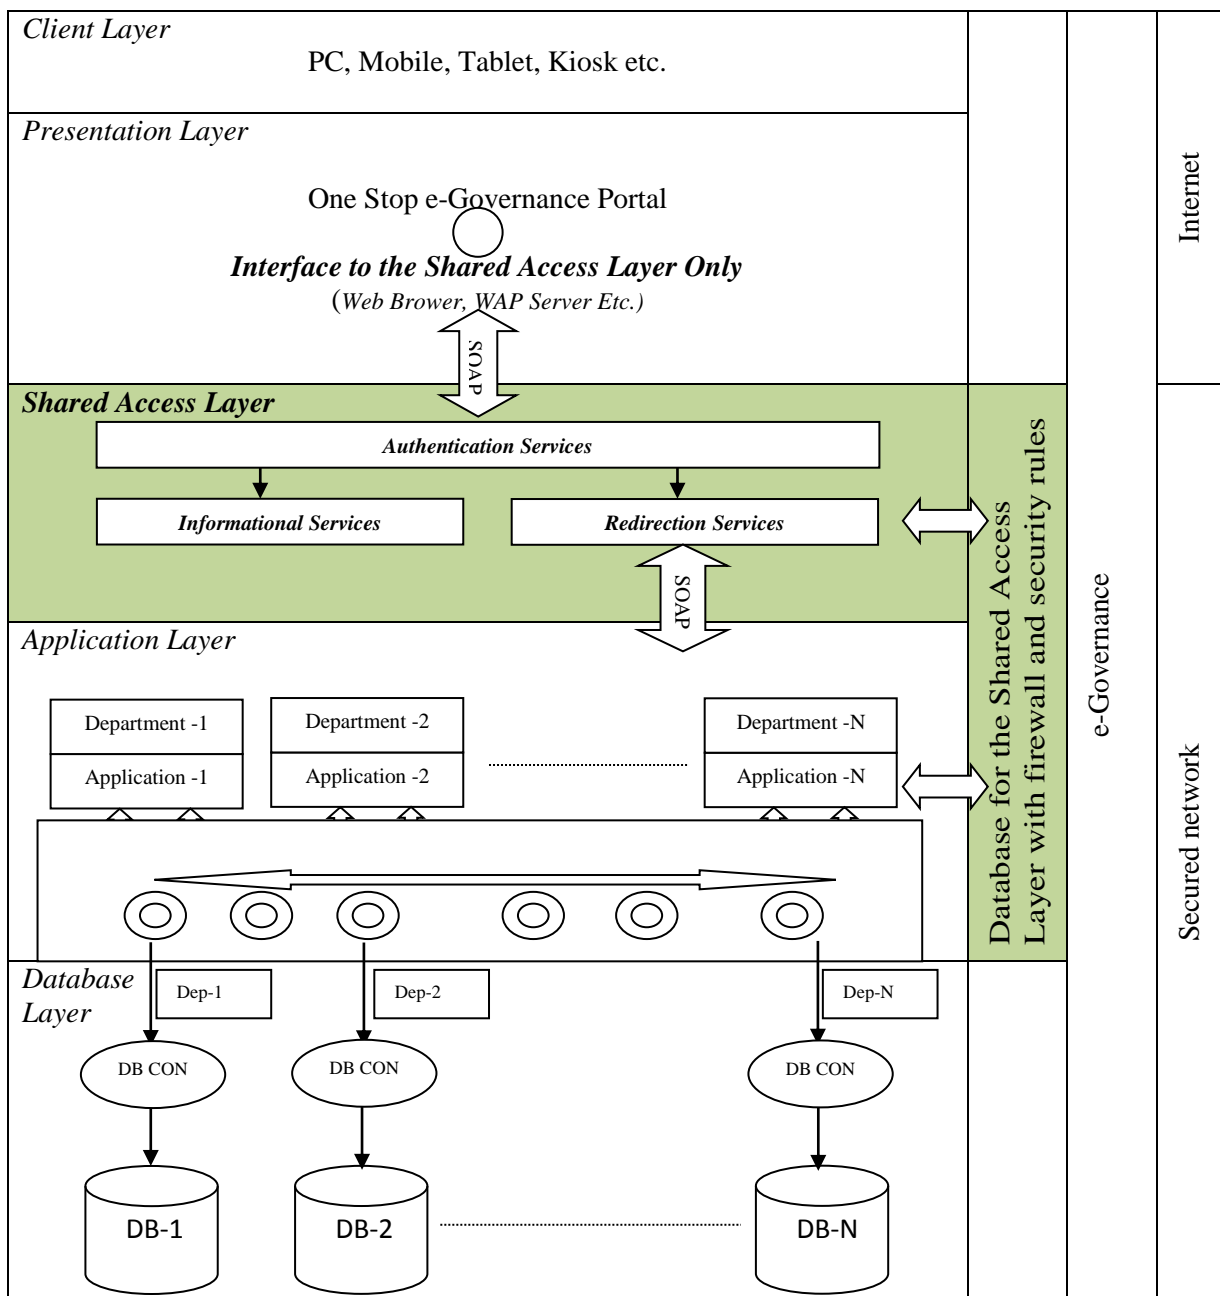 Client Layer
PC, Mobile, Tablet, Kiosk etc.
Presentation Layer
One Stop e-Governance Portal
Interface to the Shared Access Layer Only
(Web Brower, WAP Server Etc.)
SOAP
Shared Access Layer
Authentication Services
Informational Services
Redirection Services
SOAP
Application Layer
Department -1
Application -1
Department -2
Application -2
Department -N
Application -N
Database
Layer
Dep-1
Dep-2
Dep-N
DB CON
DB CON
DB CON
DB-1
DB-2
DB-N
Database for the Shared Access
Layer with firewall and security rules
e-Governance
Internet
Secured network